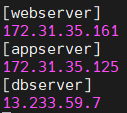 [webserver]
172.31.35.161
[appserver]
172.31.35.125
[dbserver]
13.233.59.7